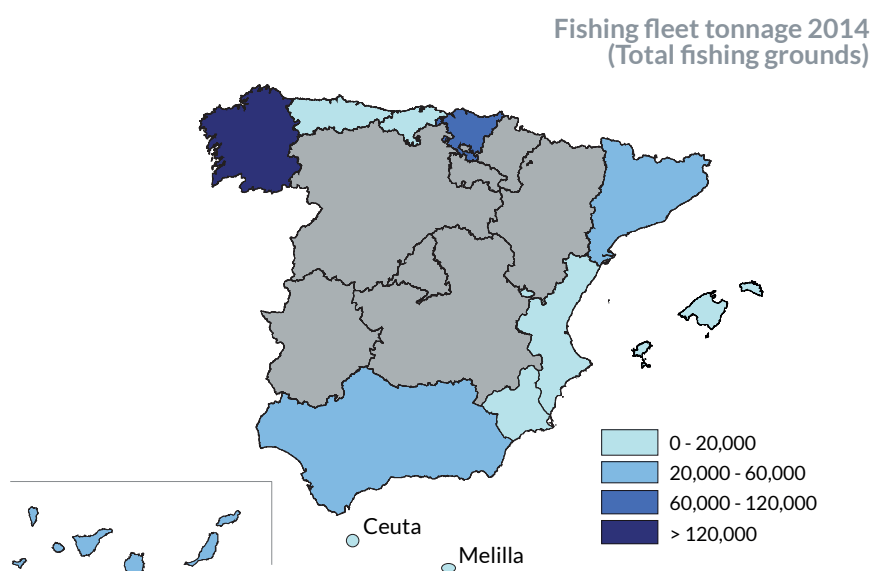 Fishing fleet tonnage 2014
(Total fishing grounds)
0 - 20,000
20,000 - 60,000
60,000 - 120,000
> 120,000
Ceuta
Melilla